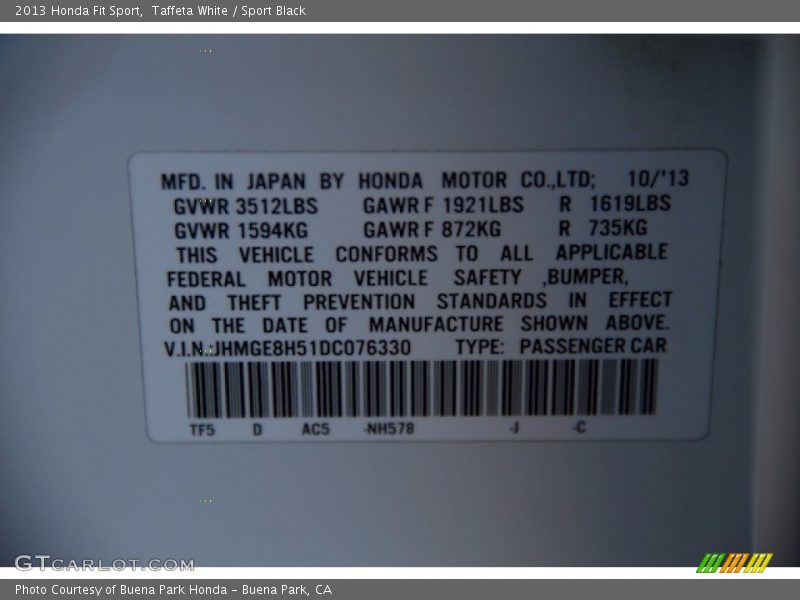 2013 Honda Fit Sport,  Taffeta White / Sport Black
MFD. IN JAPAN BY HONDA MOTOR CO.,LTD; 10/'13
GVWR 3512LBS GAWR F 1921LBS R 1619LBS
GVWR 1594KG GAWR F 872KG R 735KG
THIS VEHICLE CONFORMS TO ALL APPLICABLE
FEDERAL MOTOR VEHICLE SAFETY ,BUMPER,
AND THEFT PREVENTION STANDARDS IN EFFECT
ON THE DATE OF MANUFACTURE SHOWN ABOVE.
V.I.N.:JHMGE8H51DC076330 TYPE: PASSENGER CAR
TF5 D AC5 -NH578 -J -C
GTCARLOT.COM
Photo Courtesy of Buena Park Honda – Buena Park, CA